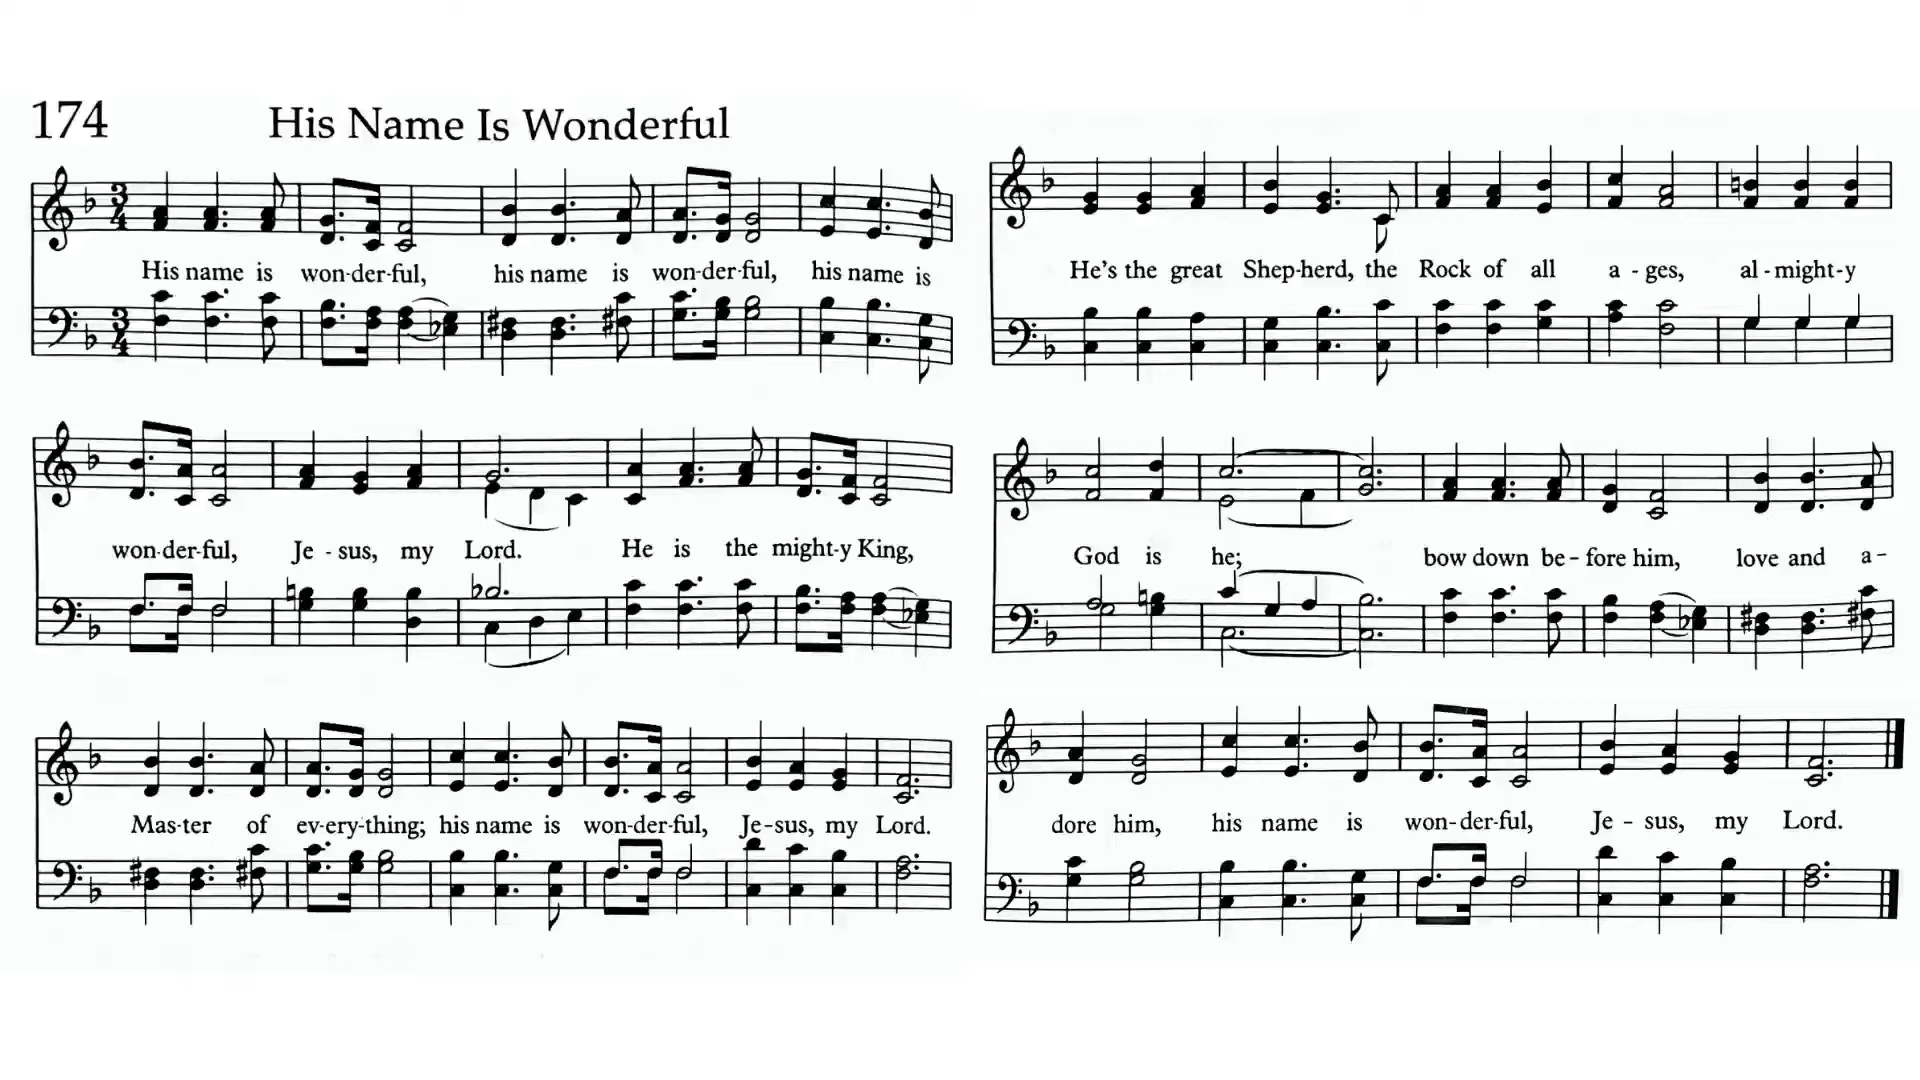 174 His Name Is Wonderful
3 4
His name is won-der-ful, his name is won-der-ful, his name is
3 4
won-der-ful, Je - sus, my Lord. He is the might-y King,
Mas-ter of ev-ery-thing; his name is won-der-ful, Je-sus, my Lord.
He's the great Shep-herd, the Rock of all a - ges, al - might-y
God is he; bow down be - fore him, love and a -
dore him, his name is won - der-ful, Je - sus, my Lord.